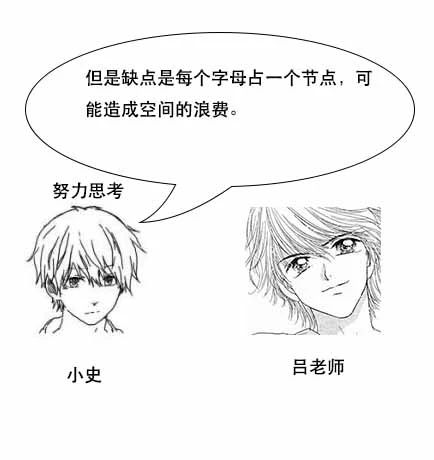 但是缺点是每个字母占一个节点，可
能造成空间的浪费。
努力思考
小史
吕老师